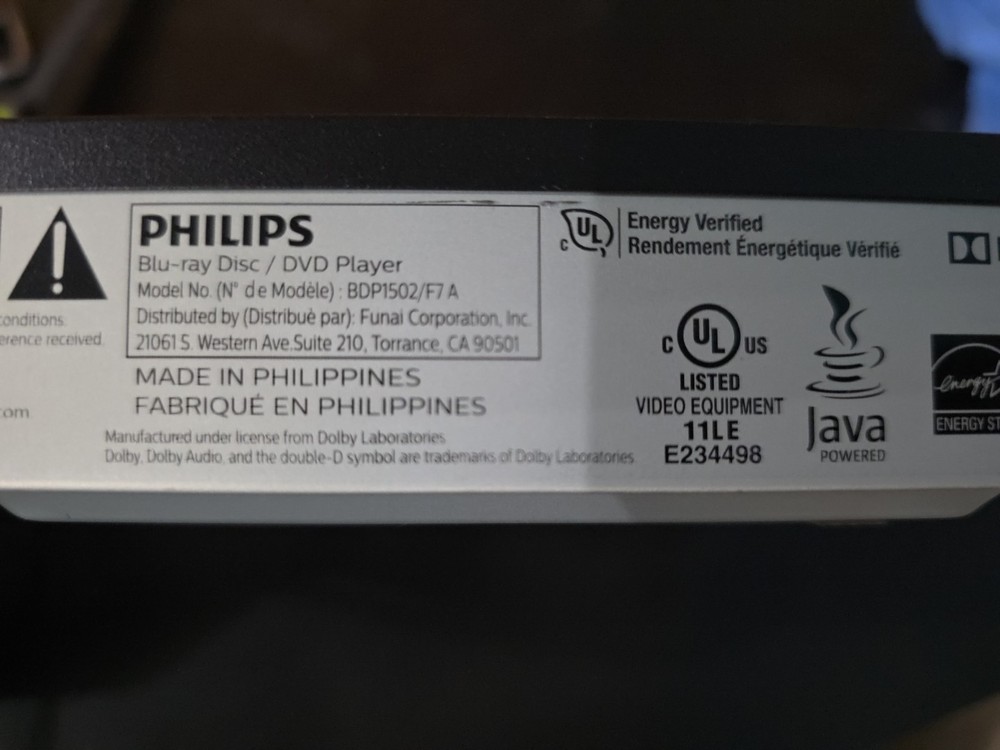 PHILIPS
Blu-ray Disc / DVD Player
Model No. (N° de Modèle) : BDP1502/F7 A
Distributed by (Distribué par): Funai Corporation, Inc.
21061 S. Western Ave.Suite 210, Torrance, CA 90501
MADE IN PHILIPPINES
FABRIQUÉ EN PHILIPPINES
Manufactured under license from Dolby Laboratories.
Dolby, Dolby Audio, and the double-D symbol are trademarks of Dolby Laboratories.
onditions.
erence received.
com
C UL
Energy Verified
Rendement Énergétique Vérifié
C UL US
LISTED
VIDEO EQUIPMENT
11LE
E234498
Java
POWERED
energy
ENERGY ST